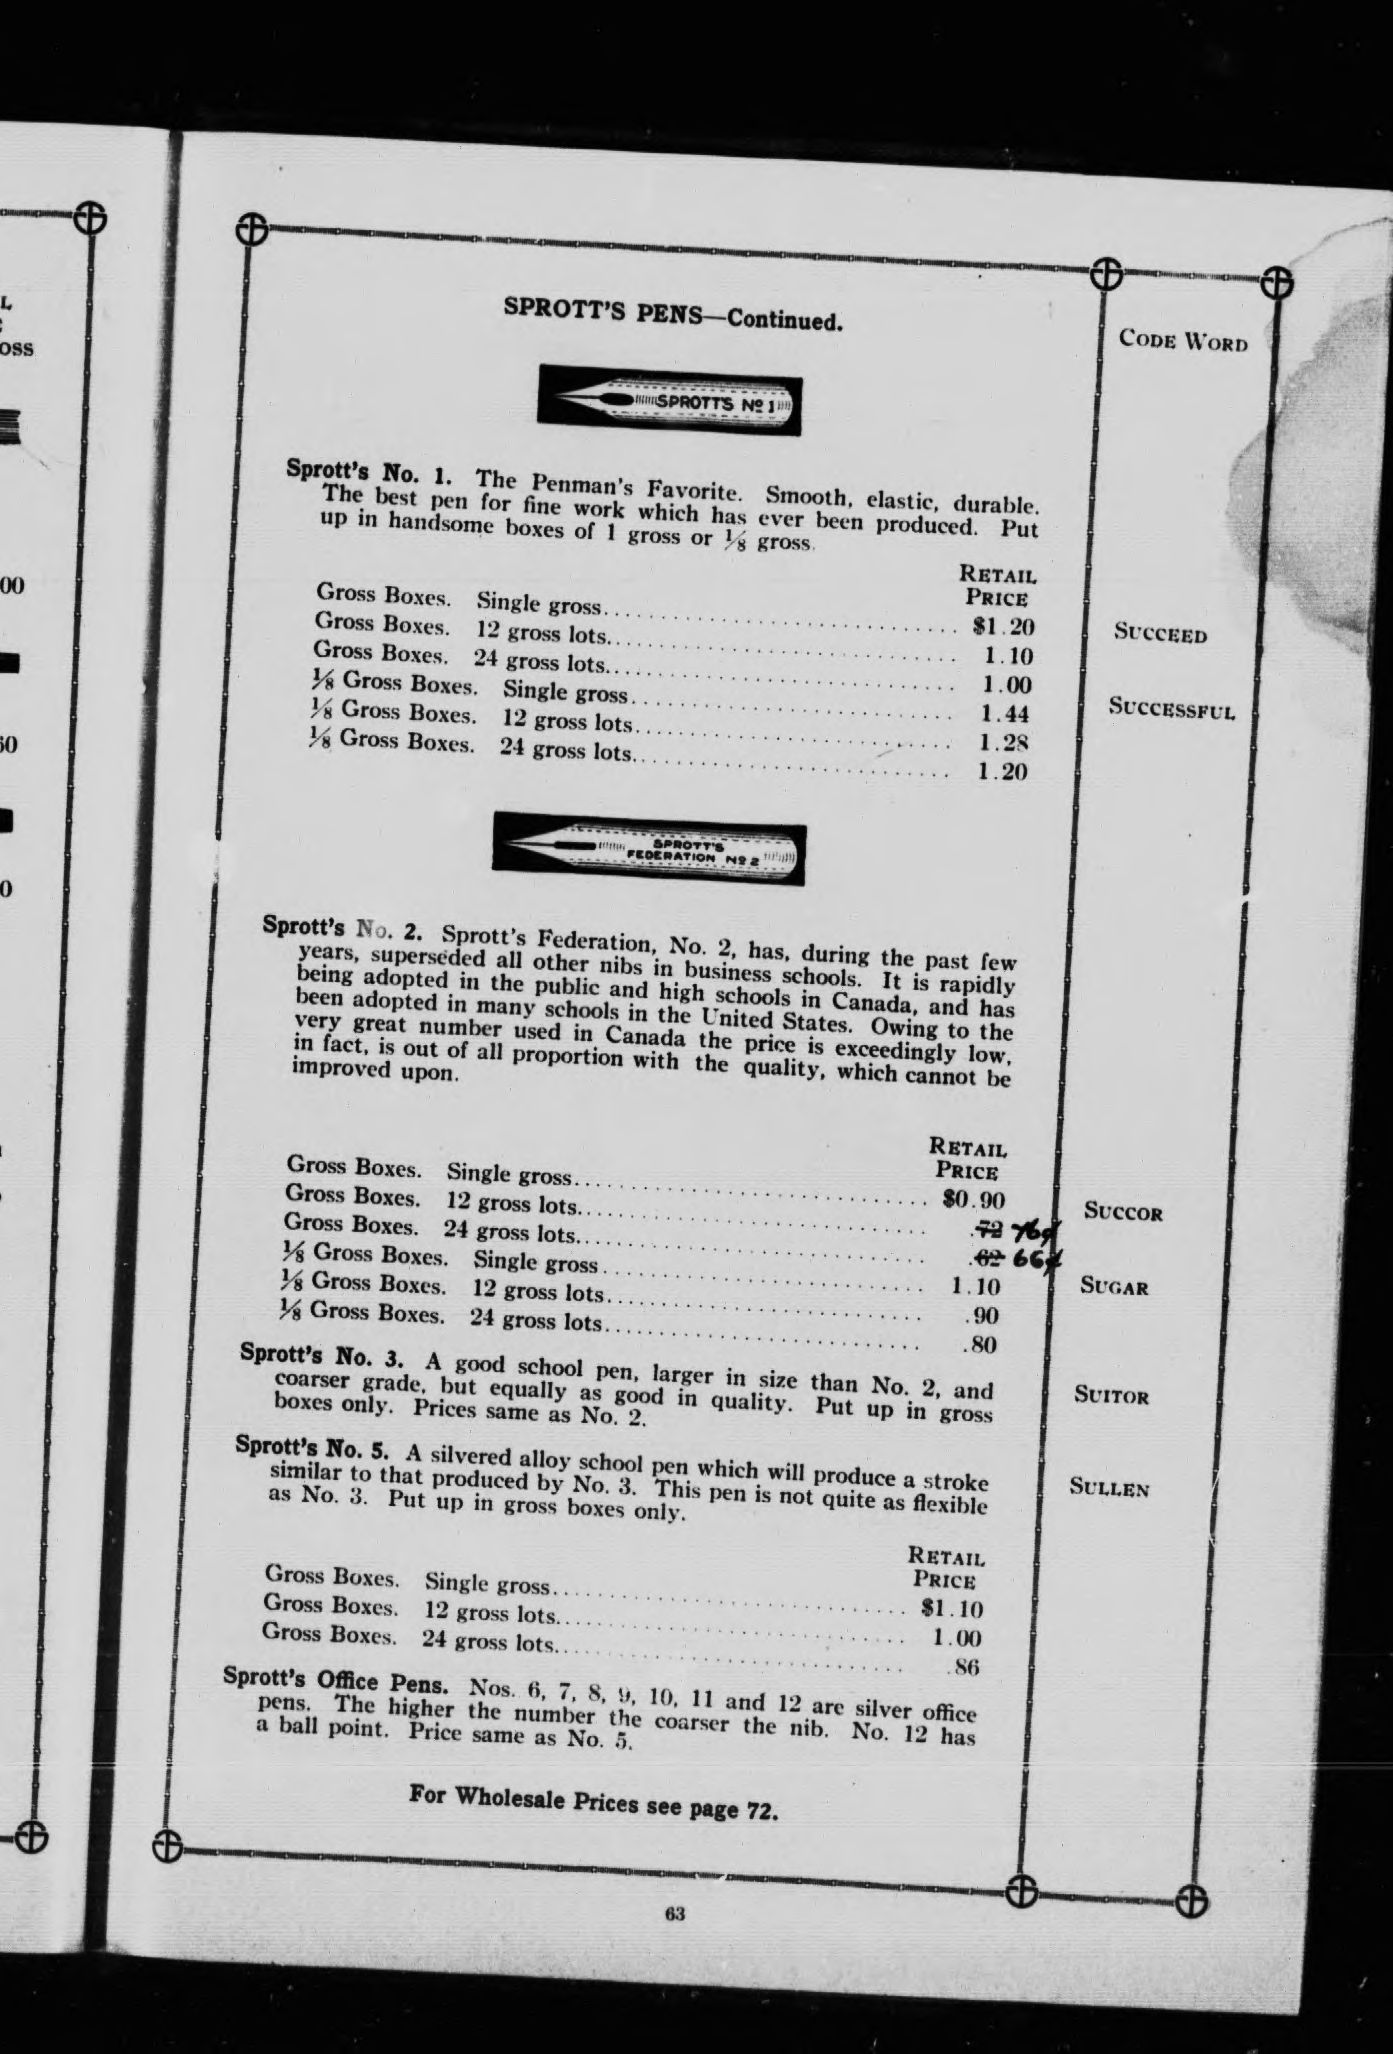 L
OSS
00
60
0
SPROTT'S PENS—Continued.
CODE WORD
SPROTT'S No 1
Sprott's No. 1. The Penman's Favorite. Smooth, elastic, durable.
The best pen for fine work which has ever been produced. Put
up in handsome boxes of 1 gross or ⅛ gross.
RETAIL
PRICE
Gross Boxes. Single gross........ $1.20 SUCCEED
Gross Boxes. 12 gross lots........ 1.10
Gross Boxes. 24 gross lots........ 1.00
⅛ Gross Boxes. Single gross........ 1.44 SUCCESSFUL
⅛ Gross Boxes. 12 gross lots........ 1.28
⅛ Gross Boxes. 24 gross lots........ 1.20
SPROTT'S
FEDERATION No 2
Sprott's No. 2. Sprott's Federation, No. 2, has, during the past few
years, superseded all other nibs in business schools. It is rapidly
being adopted in the public and high schools in Canada, and has
been adopted in many schools in the United States. Owing to the
very great number used in Canada the price is exceedingly low,
in fact, is out of all proportion with the quality, which cannot be
improved upon.
RETAIL
PRICE
Gross Boxes. Single gross........ $0.90 SUCCOR
Gross Boxes. 12 gross lots........ .72 76¢
Gross Boxes. 24 gross lots........ .62 66¢
⅛ Gross Boxes. Single gross........ 1.10 SUGAR
⅛ Gross Boxes. 12 gross lots........ .90
⅛ Gross Boxes. 24 gross lots........ .80
Sprott's No. 3. A good school pen, larger in size than No. 2, and SUITOR
coarser grade, but equally as good in quality. Put up in gross
boxes only. Prices same as No. 2.
Sprott's No. 5. A silvered alloy school pen which will produce a stroke SULLEN
similar to that produced by No. 3. This pen is not quite as flexible
as No. 3. Put up in gross boxes only.
RETAIL
PRICE
Gross Boxes. Single gross........ $1.10
Gross Boxes. 12 gross lots........ 1.00
Gross Boxes. 24 gross lots........ .86
Sprott's Office Pens. Nos. 6, 7, 8, 9, 10, 11 and 12 are silver office
pens. The higher the number the coarser the nib. No. 12 has
a ball point. Price same as No. 5.
For Wholesale Prices see page 72.
63